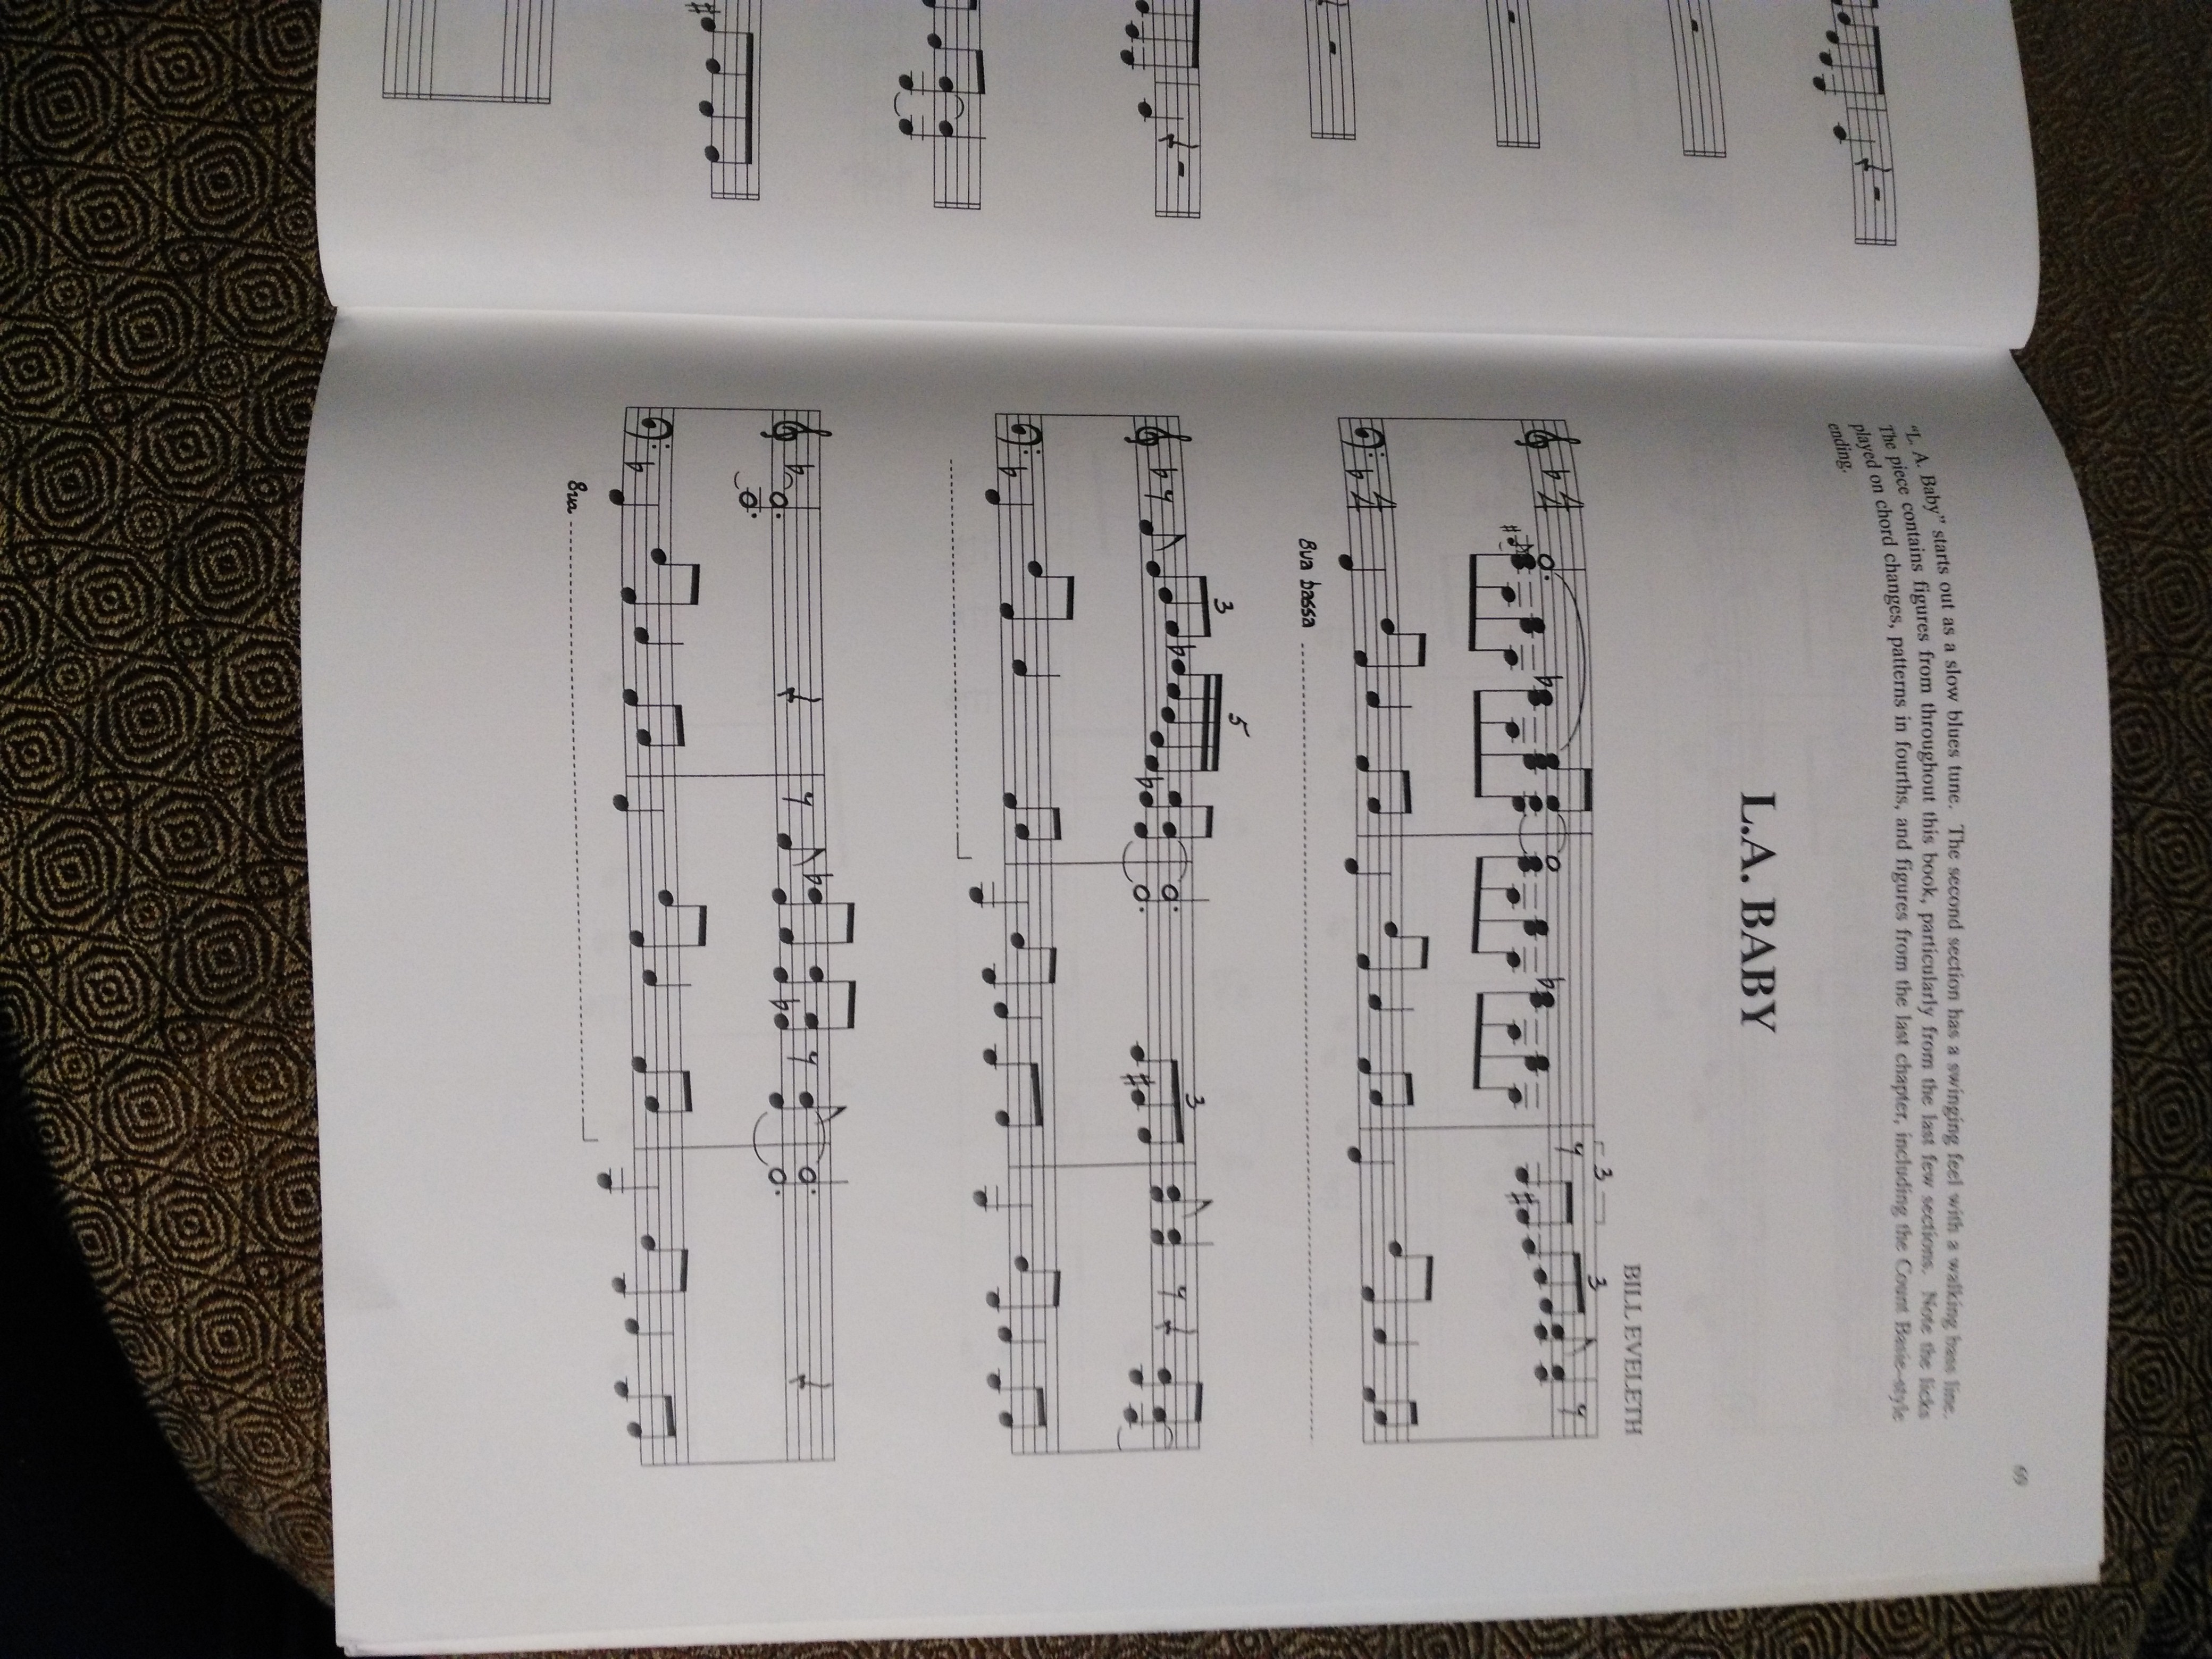 69
"L. A. Baby" starts out as a slow blues tune. The second section has a swinging feel with a walking bass line.
The piece contains figures from throughout this book, particularly from the last few sections. Note the licks
played on chord changes, patterns in fourths, and figures from the last chapter, including the Count Basie-style
ending.
L.A. BABY
BILL EVELETH
3
3
8va bassa
3
5
3
8va